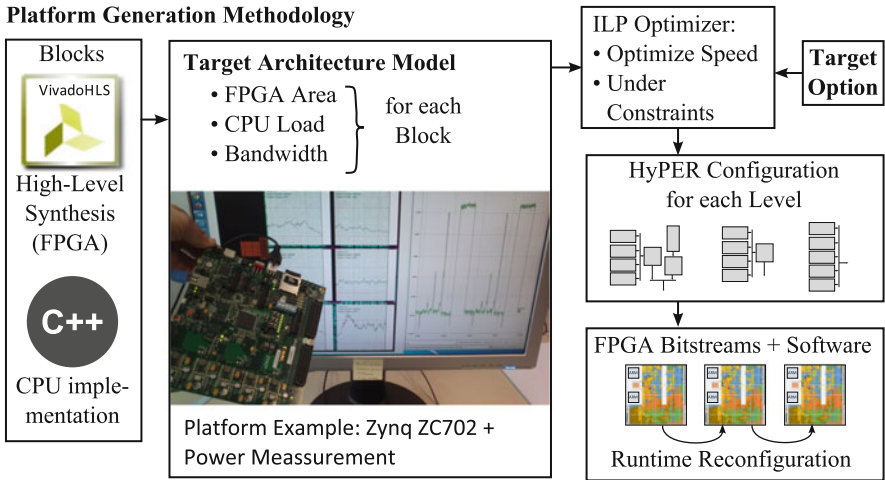 Platform Generation Methodology
Blocks
VivadoHLS
High-Level
Synthesis
(FPGA)
C++
CPU imple-
mentation
Target Architecture Model
• FPGA Area
• CPU Load
• Bandwidth
for each
Block
Platform Example: Zynq ZC702 +
Power Meassurement
ILP Optimizer:
• Optimize Speed
• Under
Constraints
Target
Option
HyPER Configuration
for each Level
FPGA Bitstreams + Software
Runtime Reconfiguration